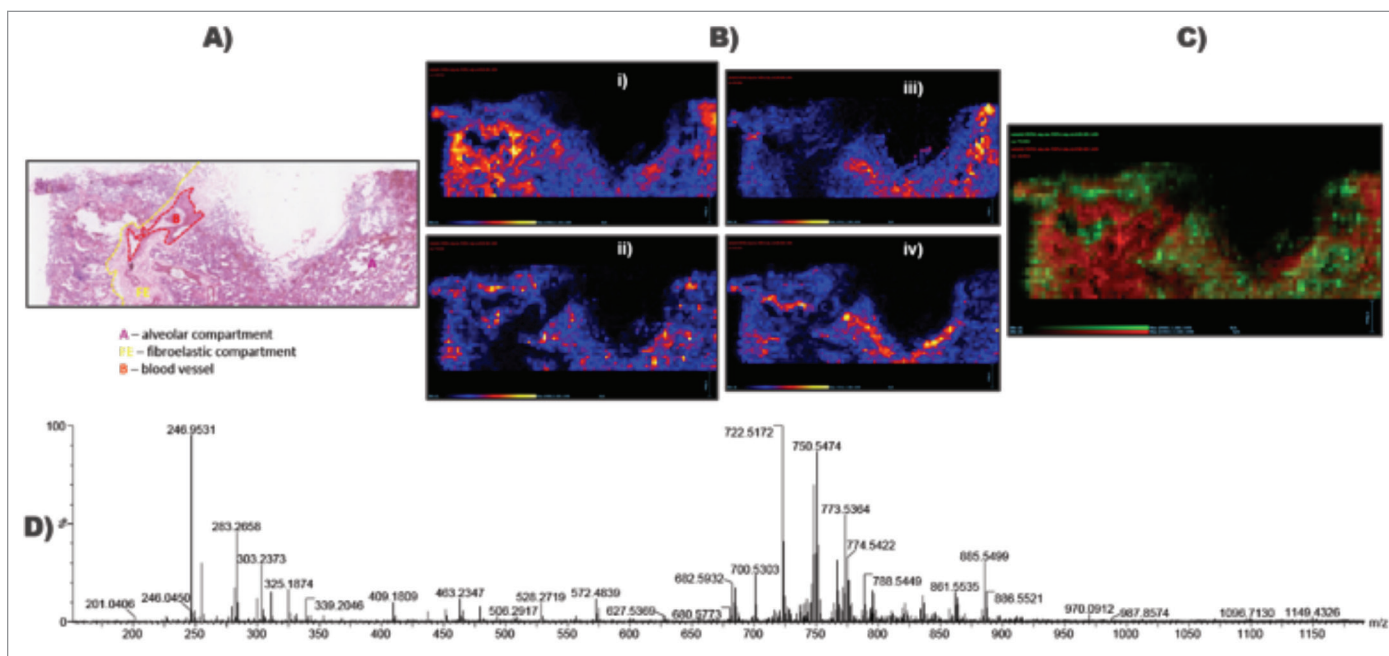 A)
B)
C)
i)
iii)
B
A
FE
ii)
iv)
A – alveolar compartment
FE – fibroelastic compartment
B – blood vessel
D)
100
%
0
246.9531
283.2658
303.2373
325.1874
201.0406
246.0450
339.2046
409.1809
463.2347
506.2917
528.2719
572.4839
627.5369
682.5932
680.5773
700.5303
722.5172
750.5474
773.5364
774.5422
788.5449
861.5535
885.5499
886.5521
970.0912
987.8574
1096.7130
1149.4326
200 250 300 350 400 450 500 550 600 650 700 750 800 850 900 950 1000 1050 1100 1150
m/z